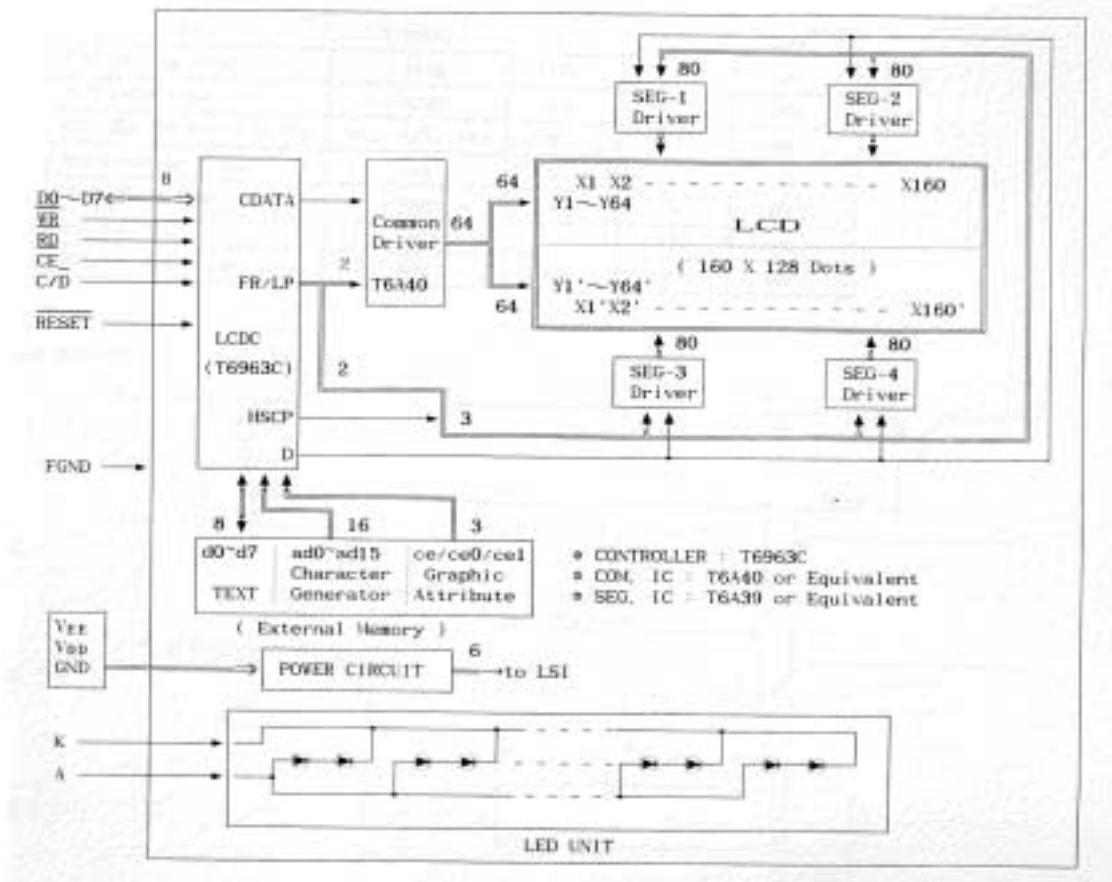 80
80
SEG-1
Driver
SEG-2
Driver
8
D0~D7
WR
RD
CE
C/D
RESET
CDATA
FR/LP
LCDC
(T6963C)
HSCP
D
Common
Driver
T6A40
2
2
3
64
64
64
X1 X2 - - - - - - - - - - - - - - - X160
Y1~Y64
LCD
( 160 X 128 Dots )
Y1'~Y64'
X1'X2' - - - - - - - - - - - - - - - X160'
80
80
SEG-3
Driver
SEG-4
Driver
FGND
8
16
3
d0~d7
ad0~ad15
ce/ce0/ce1
Character
Graphic
TEXT
Generator
Attribute
( External Memory )
* CONTROLLER : T6963C
* COM, IC : T6A40 or Equivalent
* SEG, IC : T6A39 or Equivalent
VEE
VDD
GND
POWER CIRCUIT
6
to LSI
K
A
LED UNIT